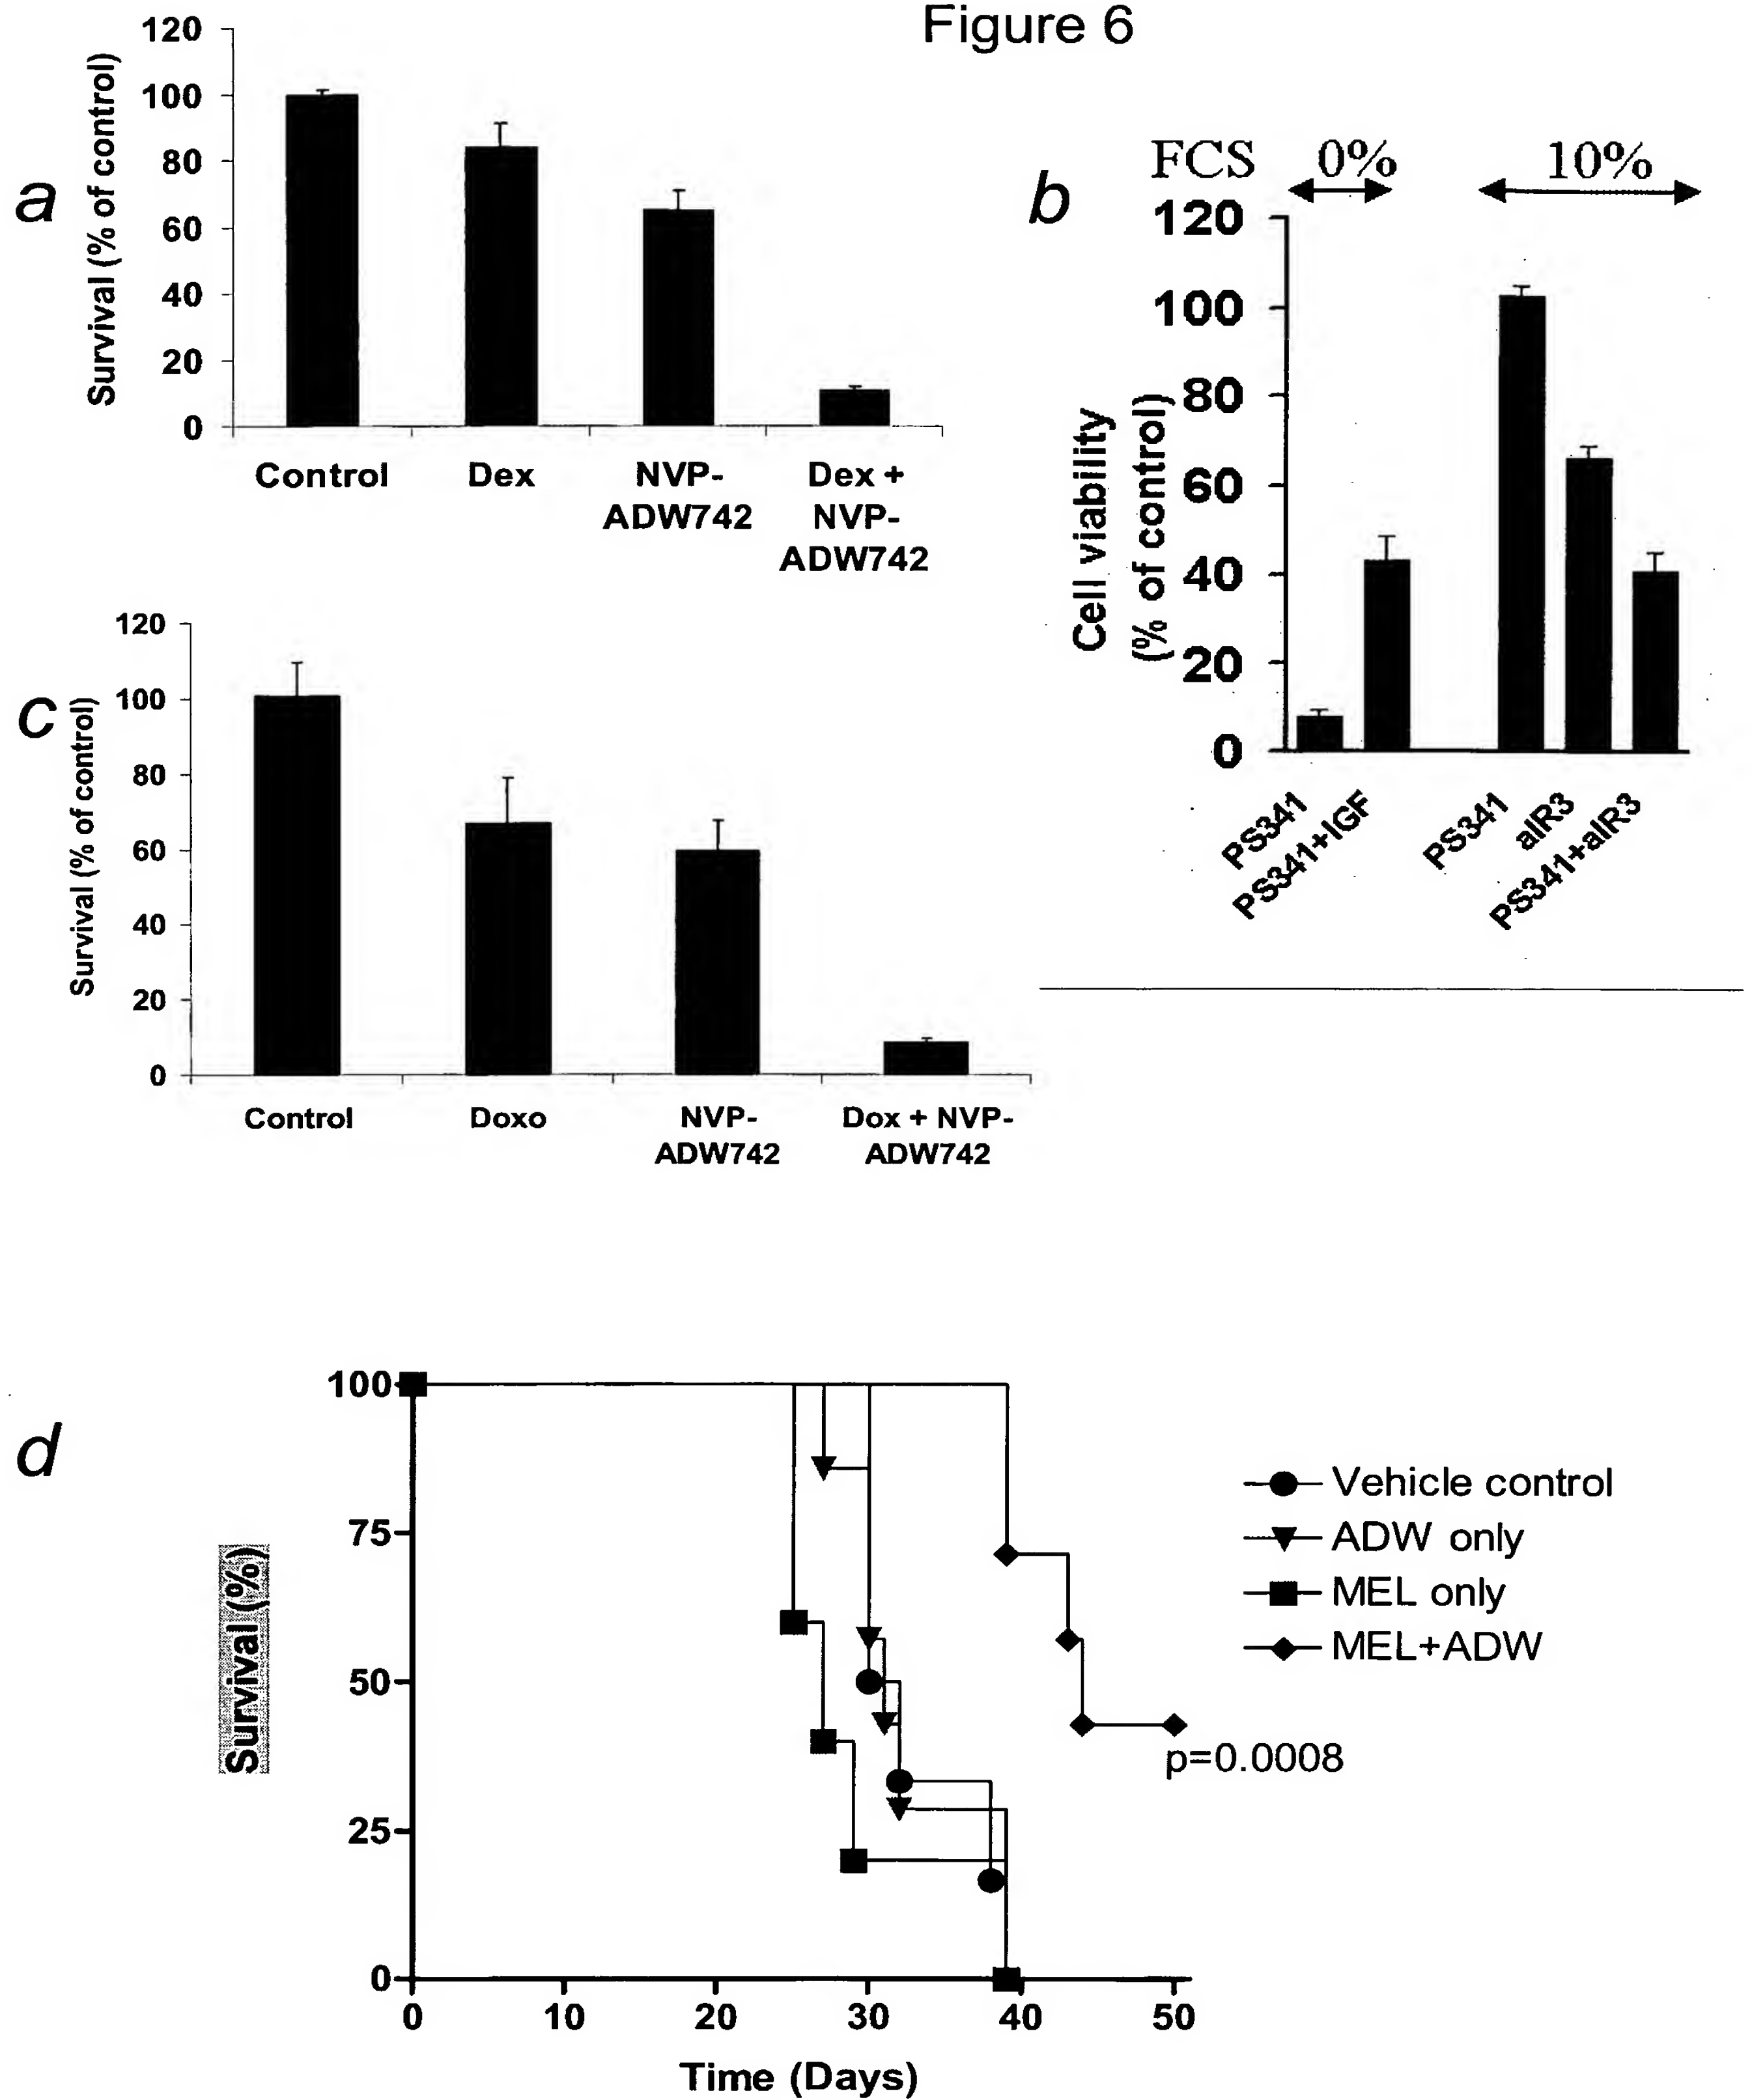 Figure 6
a
Survival (% of control)
120
100
80
60
40
20
0
Control
Dex
NVP-
ADW742
Dex +
NVP-
ADW742
b
FCS 0% 10%
Cell viability
(% of control)
120
100
80
60
40
20
0
PS341
PS341+IGF
PS341
aIR3
PS341+aIR3
c
Survival (% of control)
120
100
80
60
40
20
0
Control
Doxo
NVP-
ADW742
Dox + NVP-
ADW742
d
Survival (%)
100
75
50
25
0
0 10 20 30 40 50
Time (Days)
Vehicle control
ADW only
MEL only
MEL+ADW
p=0.0008